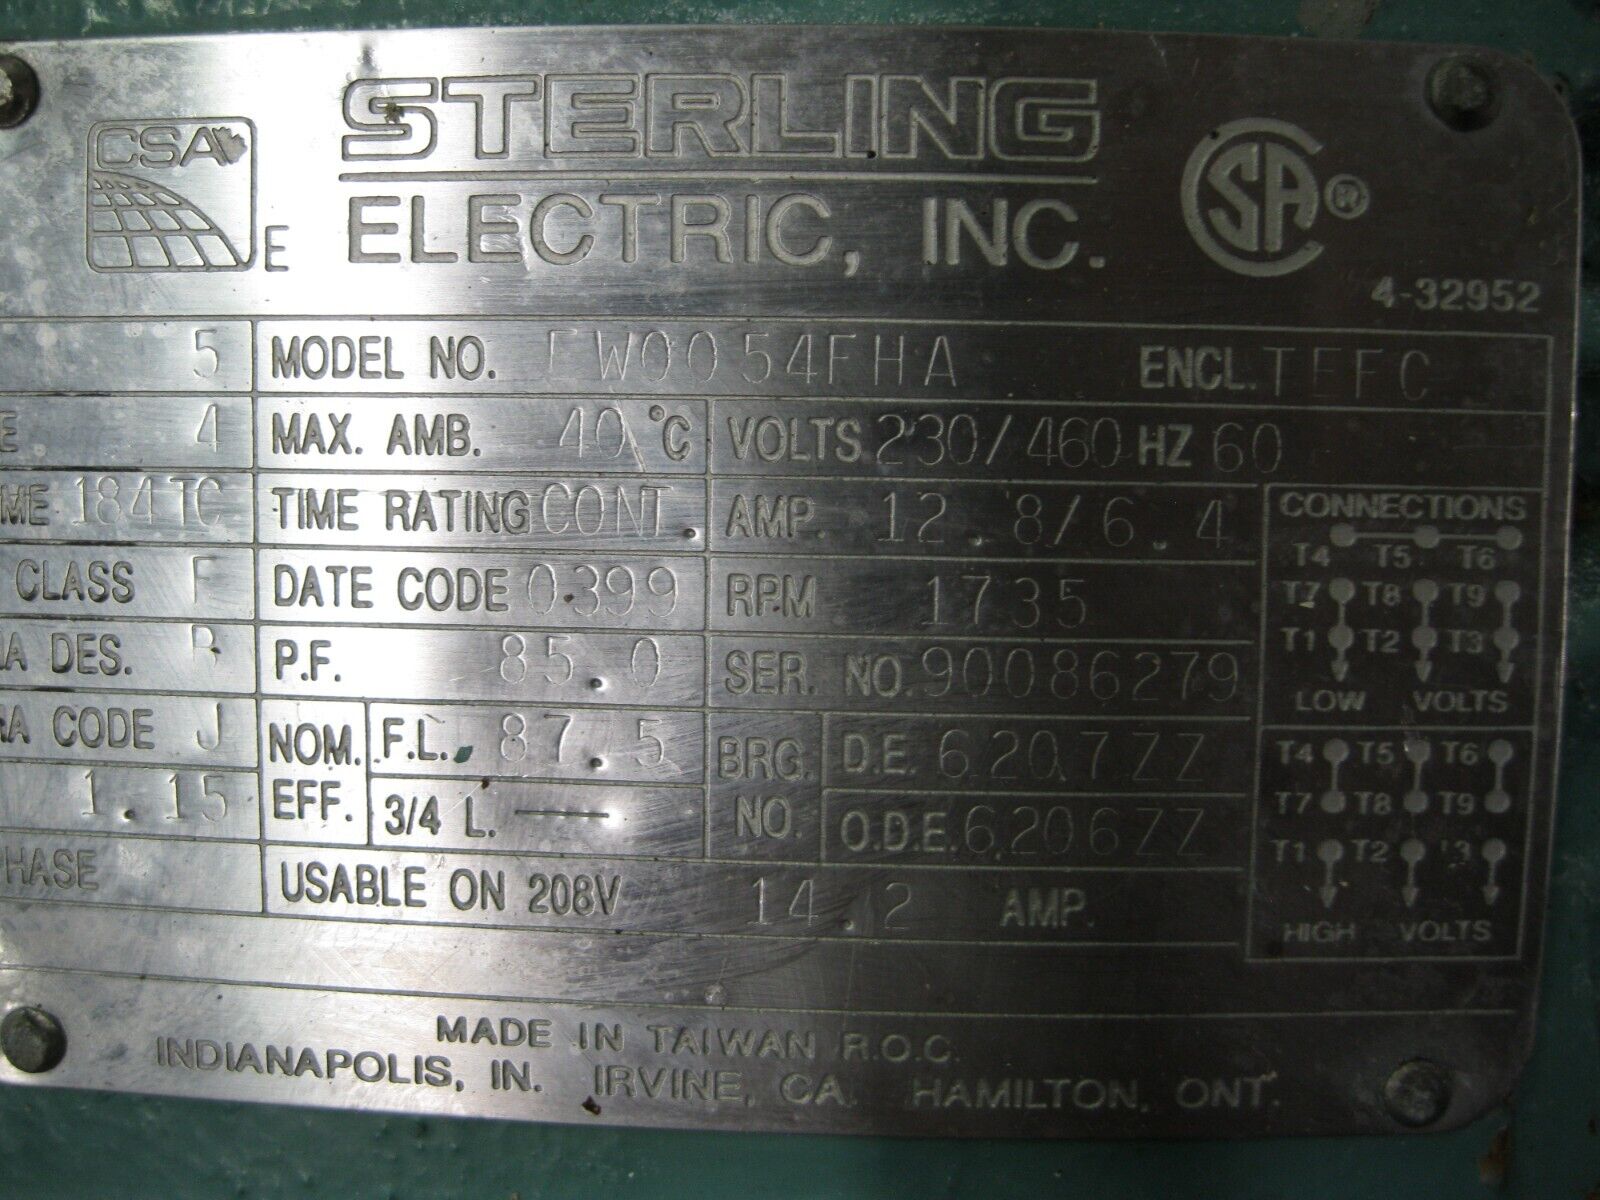 CSA
E
STERLING
ELECTRIC, INC.
SA ®
4-32952
5 MODEL NO. EW0054FHA ENCL. TEFC
E 4 MAX. AMB. 40 °C VOLTS 230/460 HZ 60
ME 184TC TIME RATING CONT. AMP. 12.8/6.4
CLASS F DATE CODE 0399 RPM 1735
A DES. B P.F. 85.0 SER. NO. 90086279
RA CODE J NOM. EFF. F.L. 87.5 BRG. NO. D.E. 6207ZZ
1.15 3/4 L. — O.D.E. 6206ZZ
PHASE USABLE ON 208V 14.2 AMP.
CONNECTIONS
T4 T5 T6
T7 T8 T9
T1 T2 T3
LOW VOLTS
T4 T5 T6
T7 T8 T9
T1 T2 T3
HIGH VOLTS
MADE IN TAIWAN R.O.C.
INDIANAPOLIS, IN. IRVINE, CA. HAMILTON, ONT.